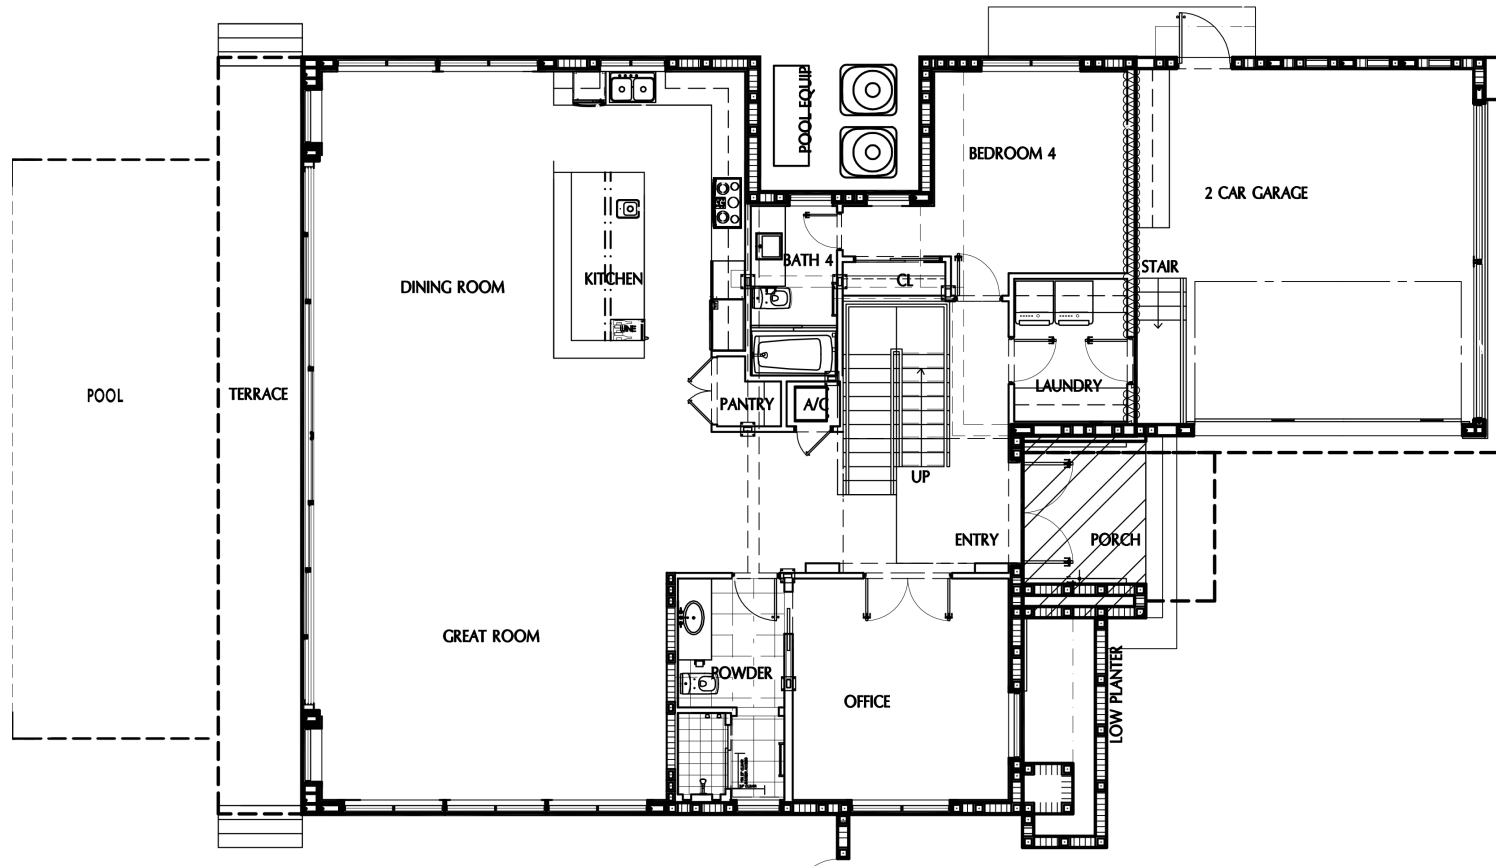 POOL EQUIP
BEDROOM 4
2 CAR GARAGE
BATH 4
STAIR
CL
KITCHEN
DINING ROOM
LAUNDRY
POOL
TERRACE
PANTRY
A/C
UP
ENTRY
PORCH
GREAT ROOM
POWDER
OFFICE
LOW PLANTER